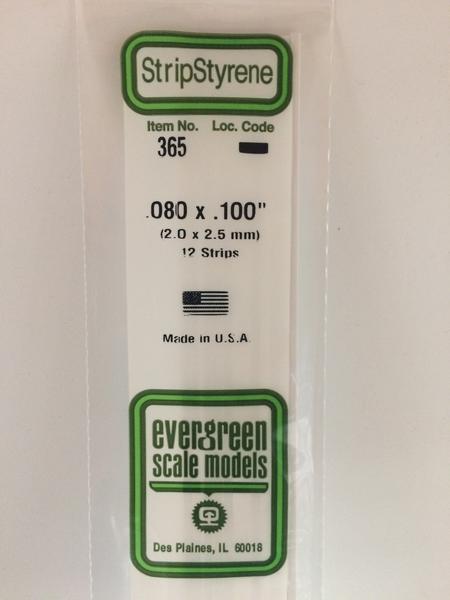 StripStyrene
Item No. Loc. Code
365
.080 x .100"
(2.0 x 2.5 mm)
12 Strips
Made in U.S.A.
evergreen
scale models
Des Plaines, IL 60018